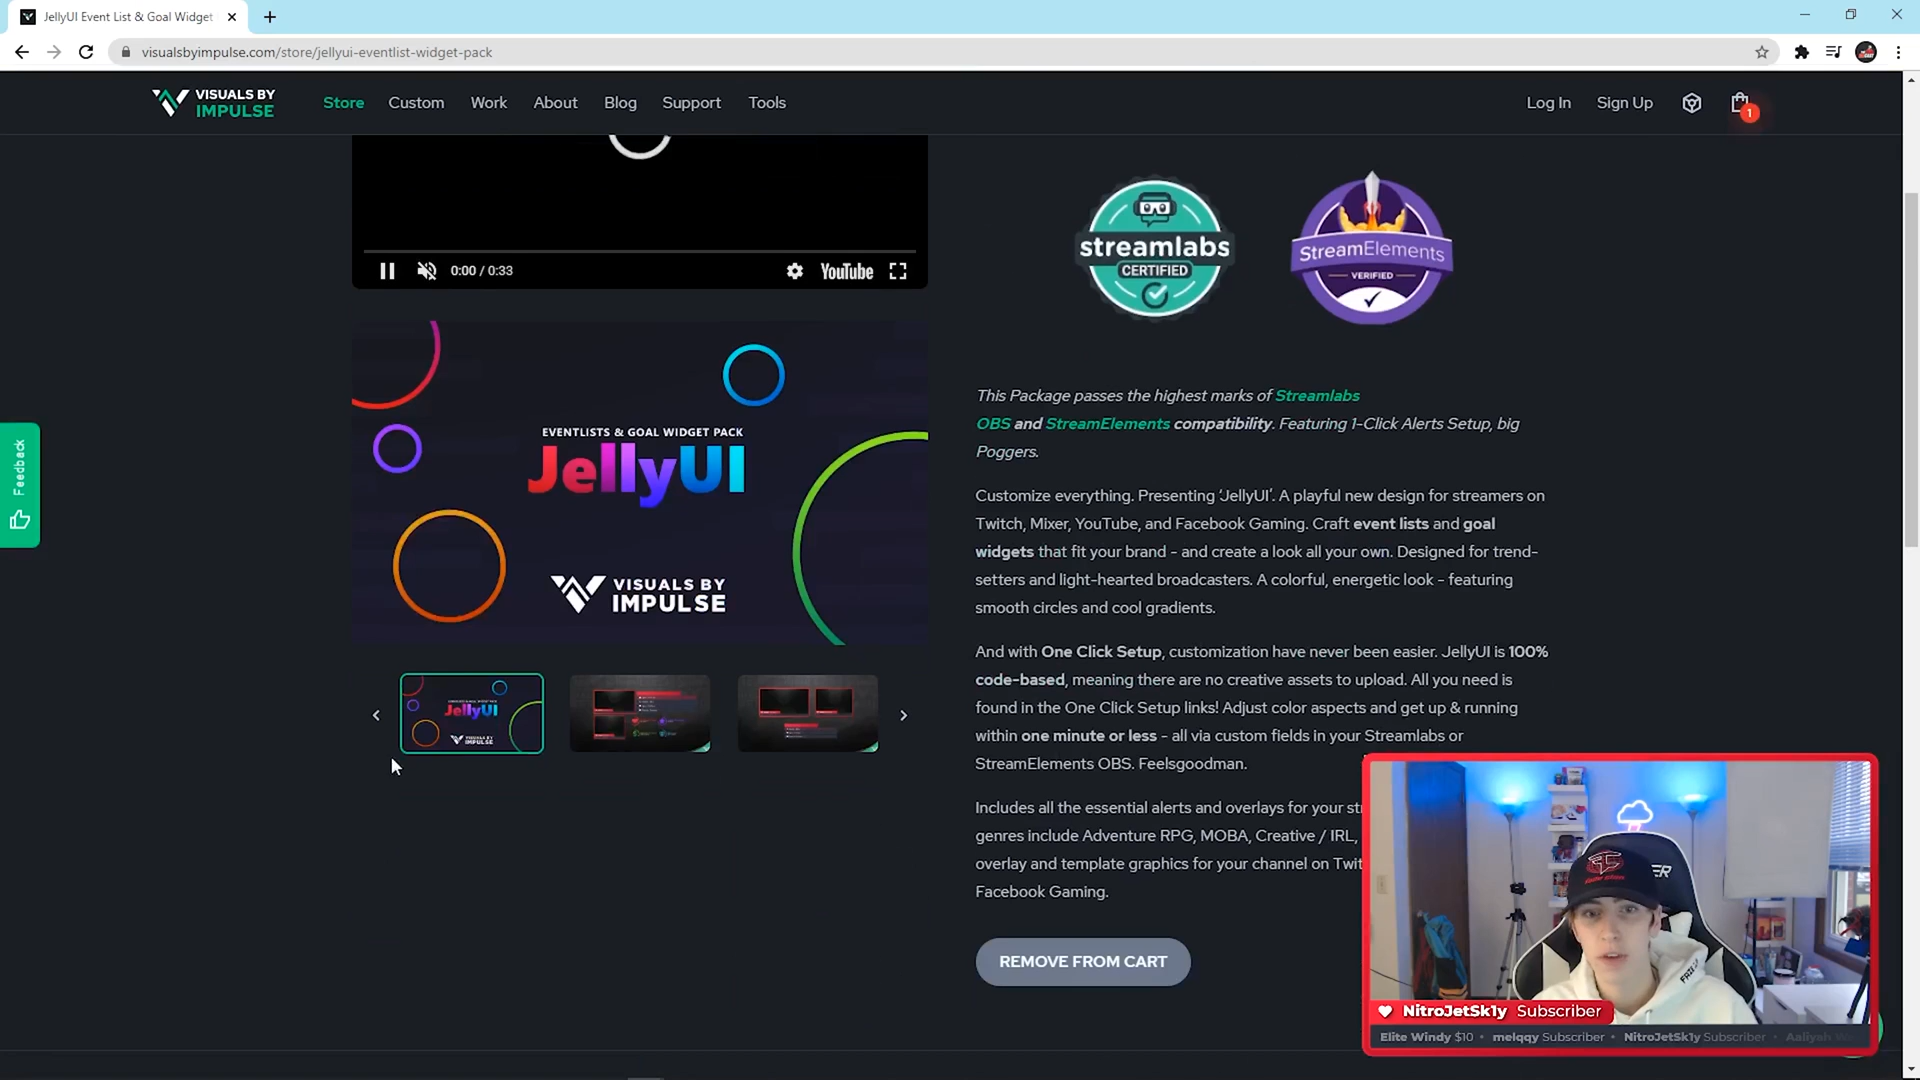 JellyUI Event List & Goal Widget
visualsbyimpulse.com/store/jellyui-eventlist-widget-pack
VISUALS BY
IMPULSE
Store Custom Work About Blog Support Tools
Log In Sign Up
1
0:00 / 0:33
YouTube
streamlabs
CERTIFIED
StreamElements
VERIFIED
EVENTLISTS & GOAL WIDGET PACK
JellyUI
VISUALS BY
IMPULSE
Feedback
JellyUI
This Package passes the highest marks of Streamlabs
OBS and StreamElements compatibility. Featuring 1-Click Alerts Setup, big
Poggers.
Customize everything. Presenting ‘JellyUI’. A playful new design for streamers on
Twitch, Mixer, YouTube, and Facebook Gaming. Craft event lists and goal
widgets that fit your brand - and create a look all your own. Designed for trend-
setters and light-hearted broadcasters. A colorful, energetic look - featuring
smooth circles and cool gradients.
And with One Click Setup, customization have never been easier. JellyUI is 100%
code-based, meaning there are no creative assets to upload. All you need is
found in the One Click Setup links! Adjust color aspects and get up & running
within one minute or less - all via custom fields in your Streamlabs or
StreamElements OBS. Feelsgoodman.
Includes all the essential alerts and overlays for your
genres include Adventure RPG, MOBA, Creative / IRL,
overlay and template graphics for your channel on
Facebook Gaming.
REMOVE FROM CART
NitroJetSk1y Subscriber
Elite Windy $10 • melqqy Subscriber • NitroJetSk1y Subscriber • Aaliyah